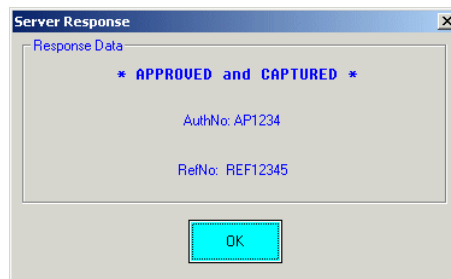 Server Response
Response Data
* APPROVED and CAPTURED *
AuthNo: AP1234
RefNo: REF12345
OK